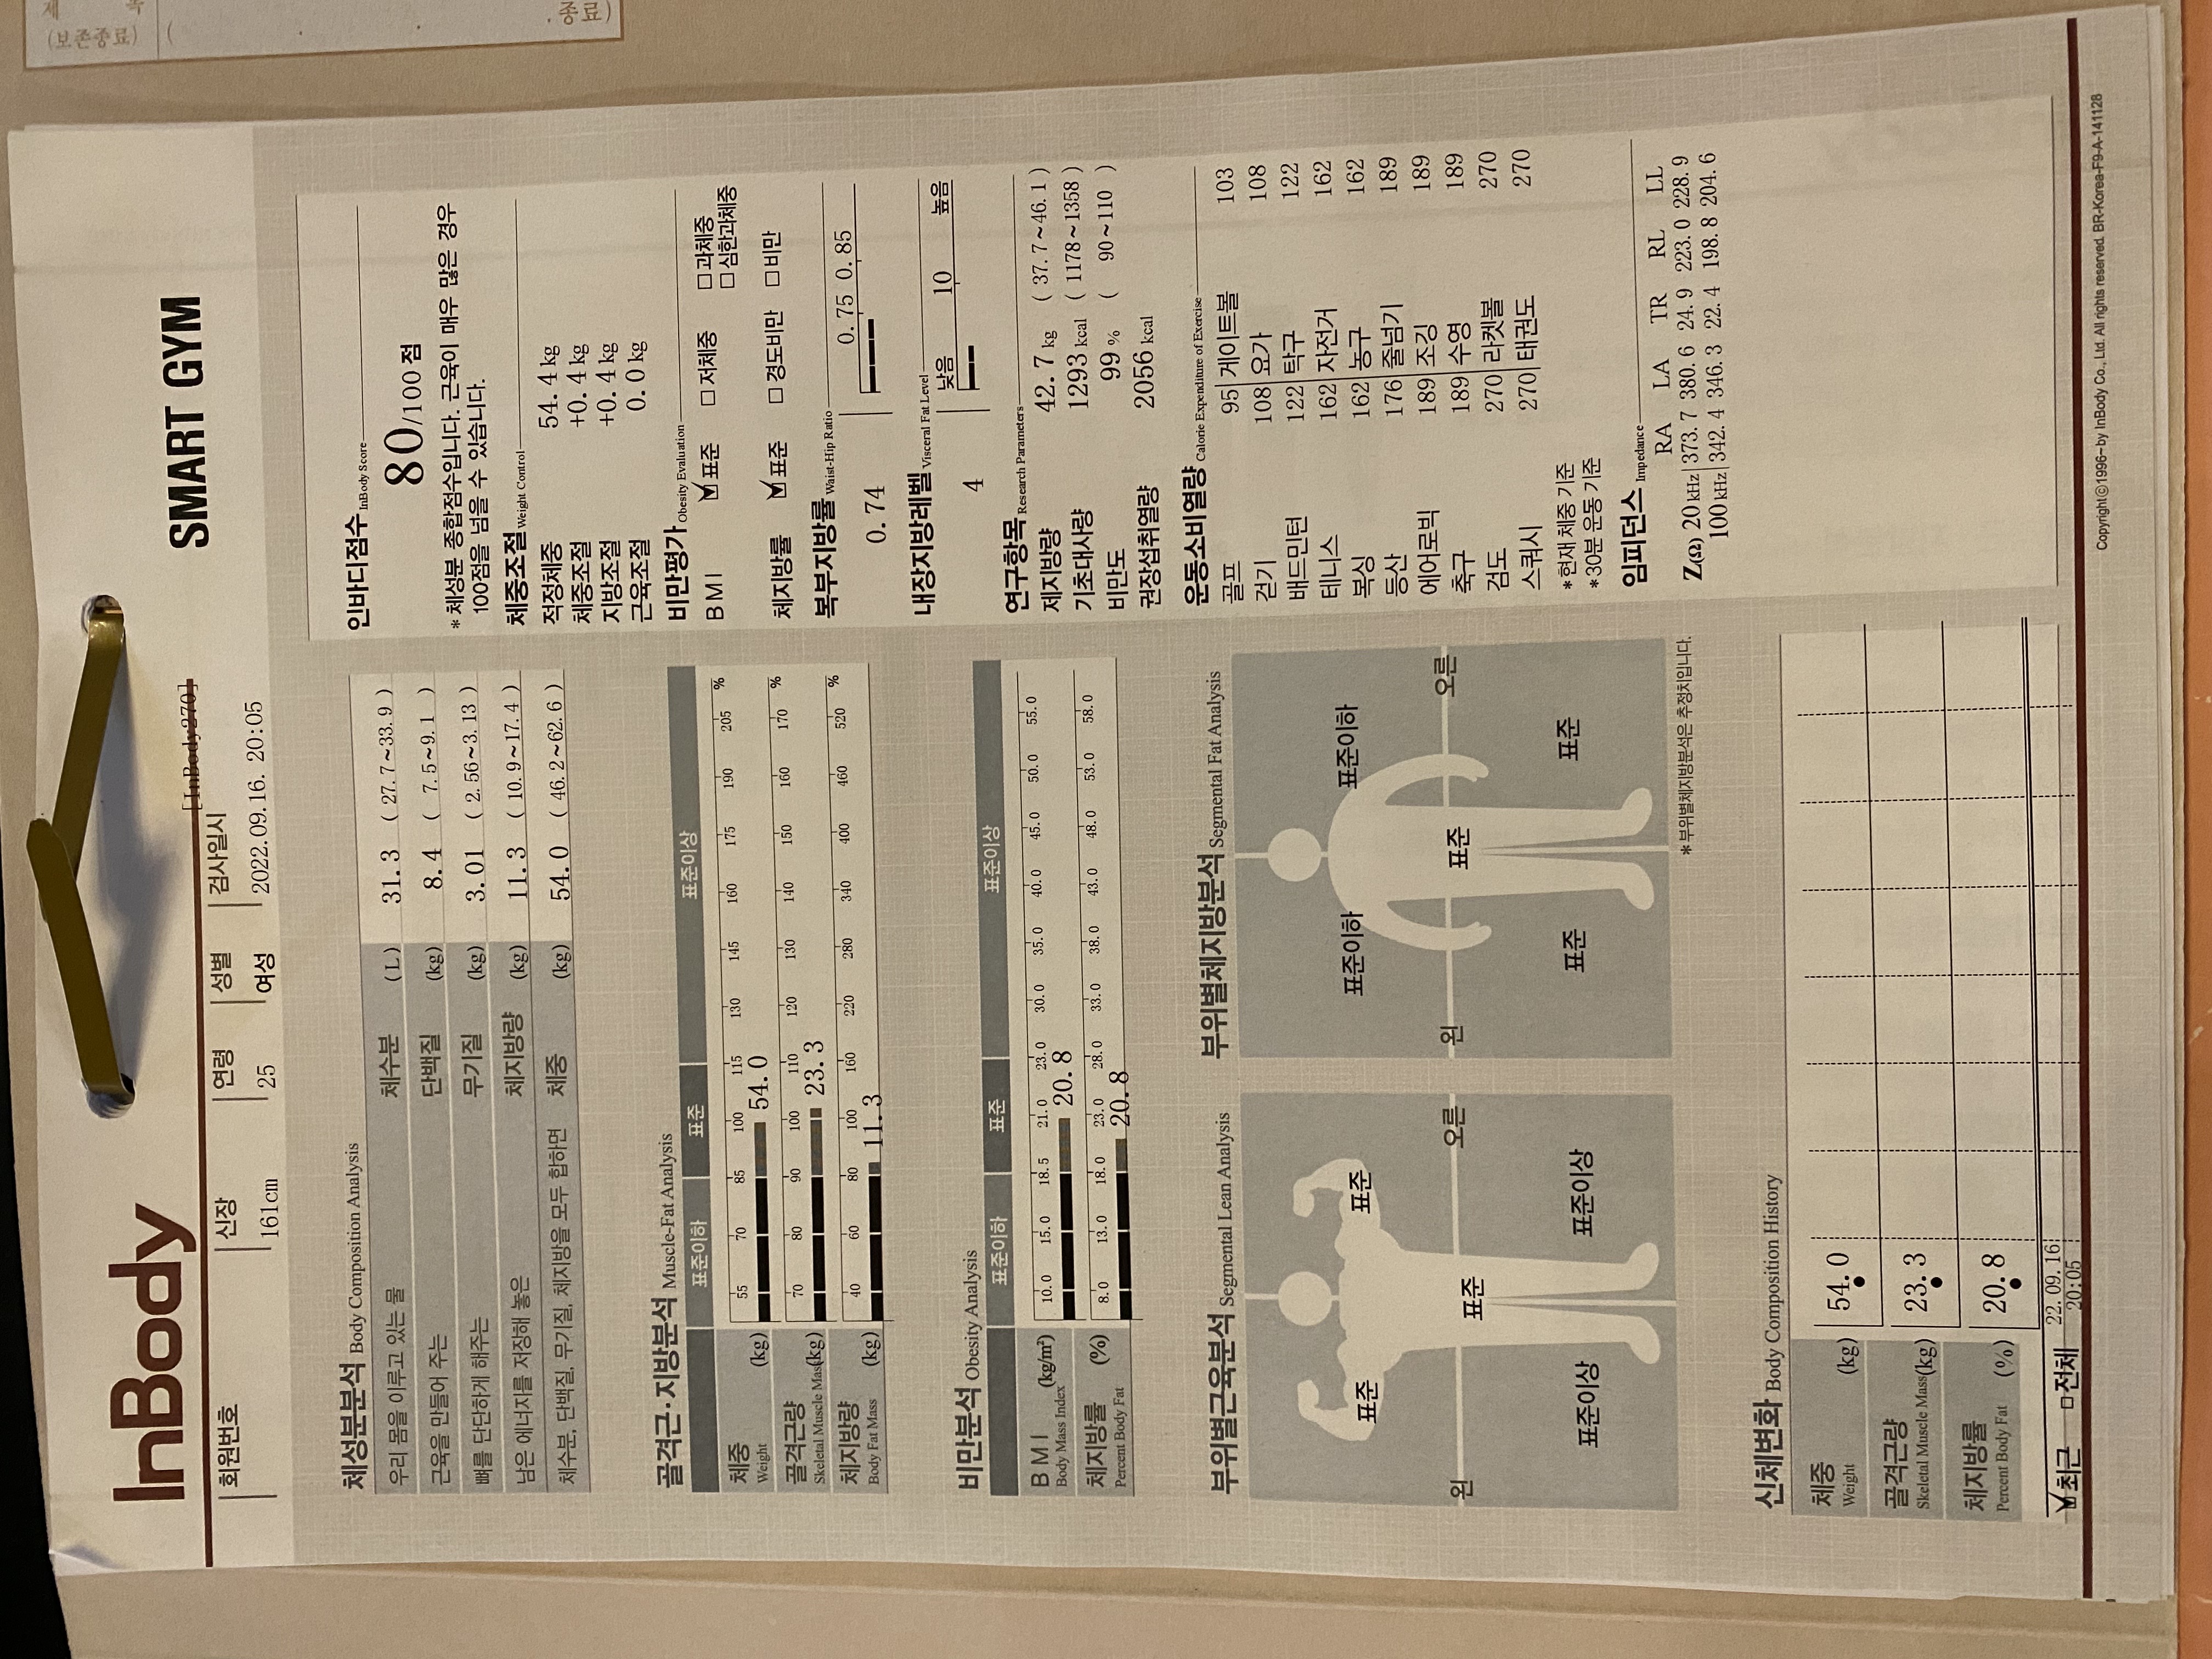 InBody
[InBody270]
SMART GYM
회원번호 신장 연령 성별 검사일시
161cm 25 여성 2022.09.16. 20:05
체성분분석 Body Composition Analysis
우리 몸을 이루고 있는 물 체수분 (L) 31.3 ( 27.7~33.9 )
근육을 만들어 주는 단백질 (kg) 8.4 ( 7.5~9.1 )
뼈를 단단하게 해주는 무기질 (kg) 3.01 ( 2.56~3.13 )
남은 에너지를 저장해 놓은 체지방량 (kg) 11.3 ( 10.9~17.4 )
체수분, 단백질, 무기질, 체지방을 모두 합하면 체중 (kg) 54.0 ( 46.2~62.6 )
골격근·지방분석 Muscle-Fat Analysis
표준이하 표준 표준이상
체중 Weight (kg) 55 70 85 100 115 130 145 160 175 190 205 %
54.0
골격근량 Skeletal Muscle Mass (kg) 70 80 90 100 110 120 130 140 150 160 170 %
23.3
체지방량 Body Fat Mass (kg) 40 60 80 100 160 220 280 340 400 460 520 %
11.3
비만분석 Obesity Analysis
표준이하 표준 표준이상
BMI Body Mass Index (kg/m²) 10.0 15.0 18.5 21.0 23.0 30.0 35.0 40.0 45.0 50.0 55.0
20.8
체지방률 Percent Body Fat (%) 8.0 13.0 18.0 23.0 28.0 33.0 38.0 43.0 48.0 53.0 58.0
20.8
부위별근육분석 Segmental Lean Analysis
표준 표준
왼 오른
표준
표준이상 표준이상
부위별체지방분석 Segmental Fat Analysis
표준이하 표준이하
왼 오른
표준
표준 표준
*부위별체지방분석은 추정치입니다.
신체변화 Body Composition History
체중 Weight (kg) 54.0
골격근량 Skeletal Muscle Mass (kg) 23.3
체지방률 Percent Body Fat (%) 20.8
최근 전체 22.09.16
20:05
인바디점수 InBody Score
80/100 점
*체성분 종합점수입니다. 근육이 매우 많은 경우
100점을 넘을 수 있습니다.
체중조절 Weight Control
적정체중 54.4 kg
체중조절 +0.4 kg
지방조절 +0.4 kg
근육조절 0.0 kg
비만평가 Obesity Evaluation
BMI 표준 저체중 과체중
심한과체중
체지방률 표준 경도비만 비만
복부지방률 Waist-Hip Ratio
0.75 0.85
0.74
내장지방레벨 Visceral Fat Level
낮음 10 높음
4
연구항목 Research Parameters
제지방량 42.7 kg ( 37.7~46.1 )
기초대사량 1293 kcal ( 1178~1358 )
비만도 99 % ( 90~110 )
권장섭취열량 2056 kcal
운동소비열량 Calorie Expenditure of Exercise
골프 95 게이트볼 103
걷기 108 요가 108
배드민턴 122 탁구 122
테니스 162 자전거 162
복싱 162 농구 162
등산 176 줄넘기 189
에어로빅 189 조깅 189
축구 189 수영 189
검도 270 라켓볼 270
스쿼시 270 태권도 270
*현재 체중 기준
*30분 운동 기준
임피던스 Impedance
RA LA TR RL LL
Z(Ω) 20 kHz 373.7 380.6 24.9 223.0 228.9
100 kHz 342.4 346.3 22.4 198.8 204.6
Copyright©1996~by InBody Co., Ltd. All rights reserved. BR-Korea-F9-A-141128